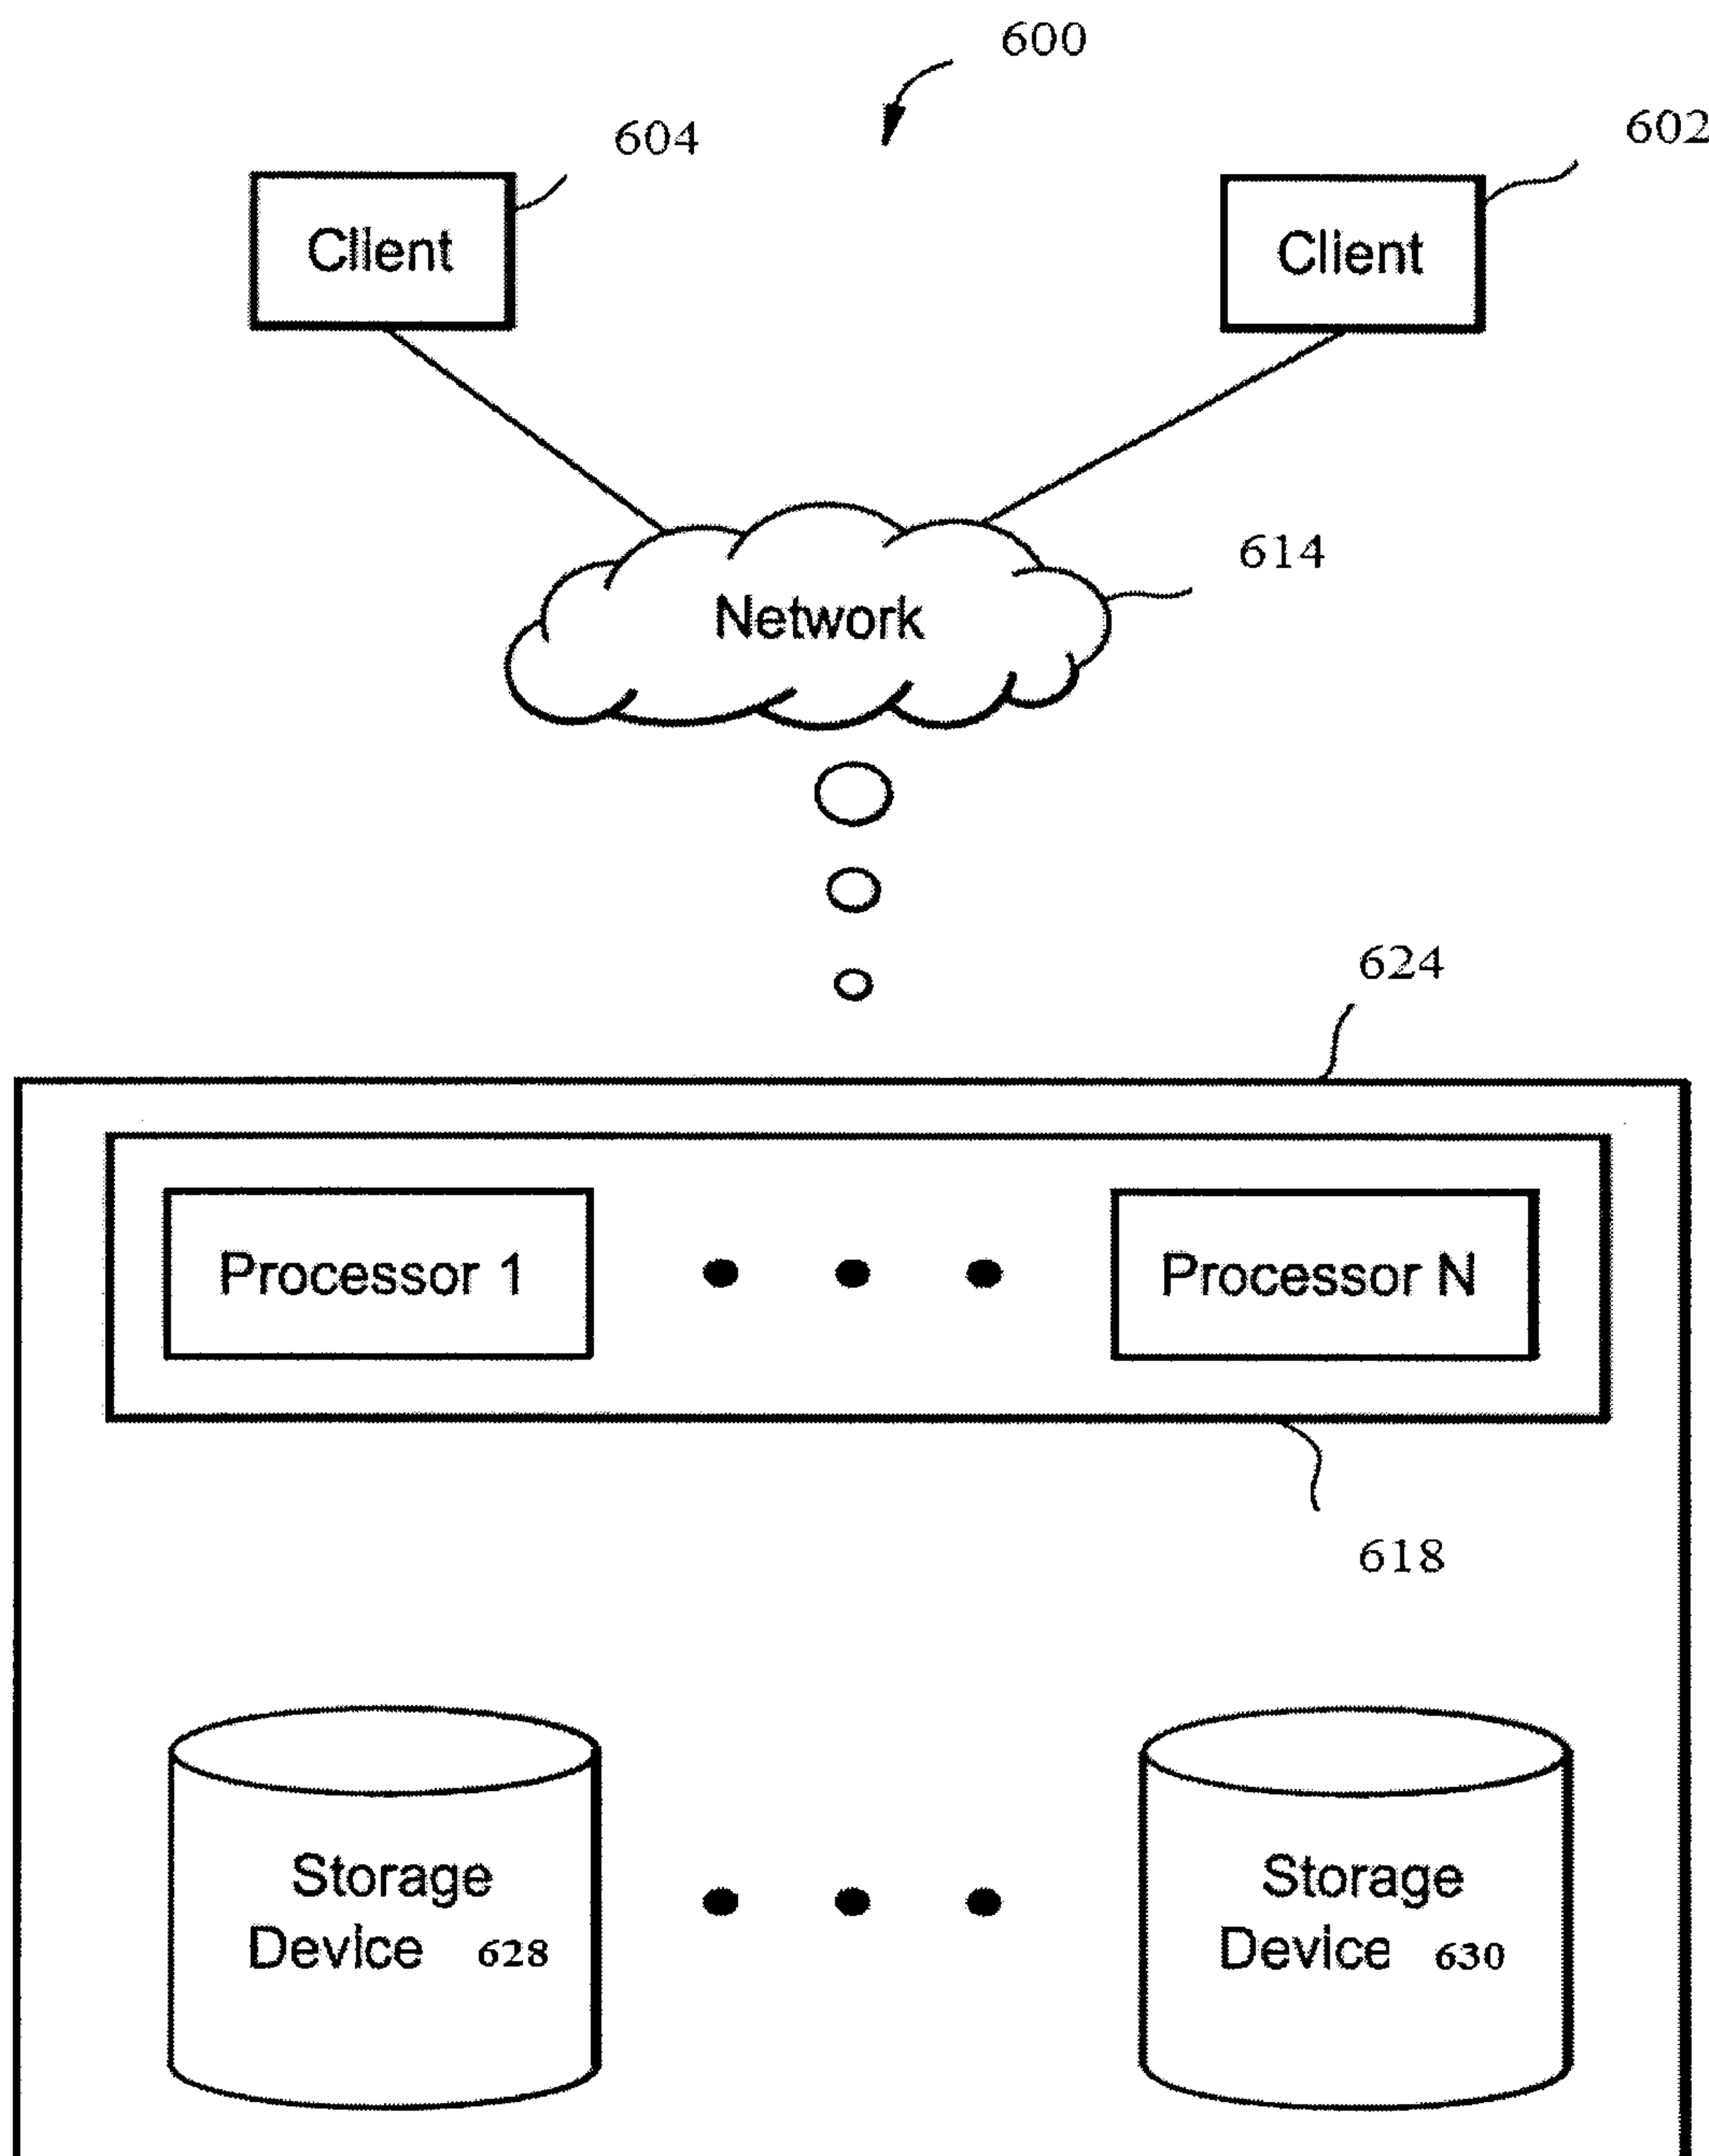 600
604
602
Client
Client
614
Network
624
Processor 1
Processor N
618
Storage
Device 628
Storage
Device 630